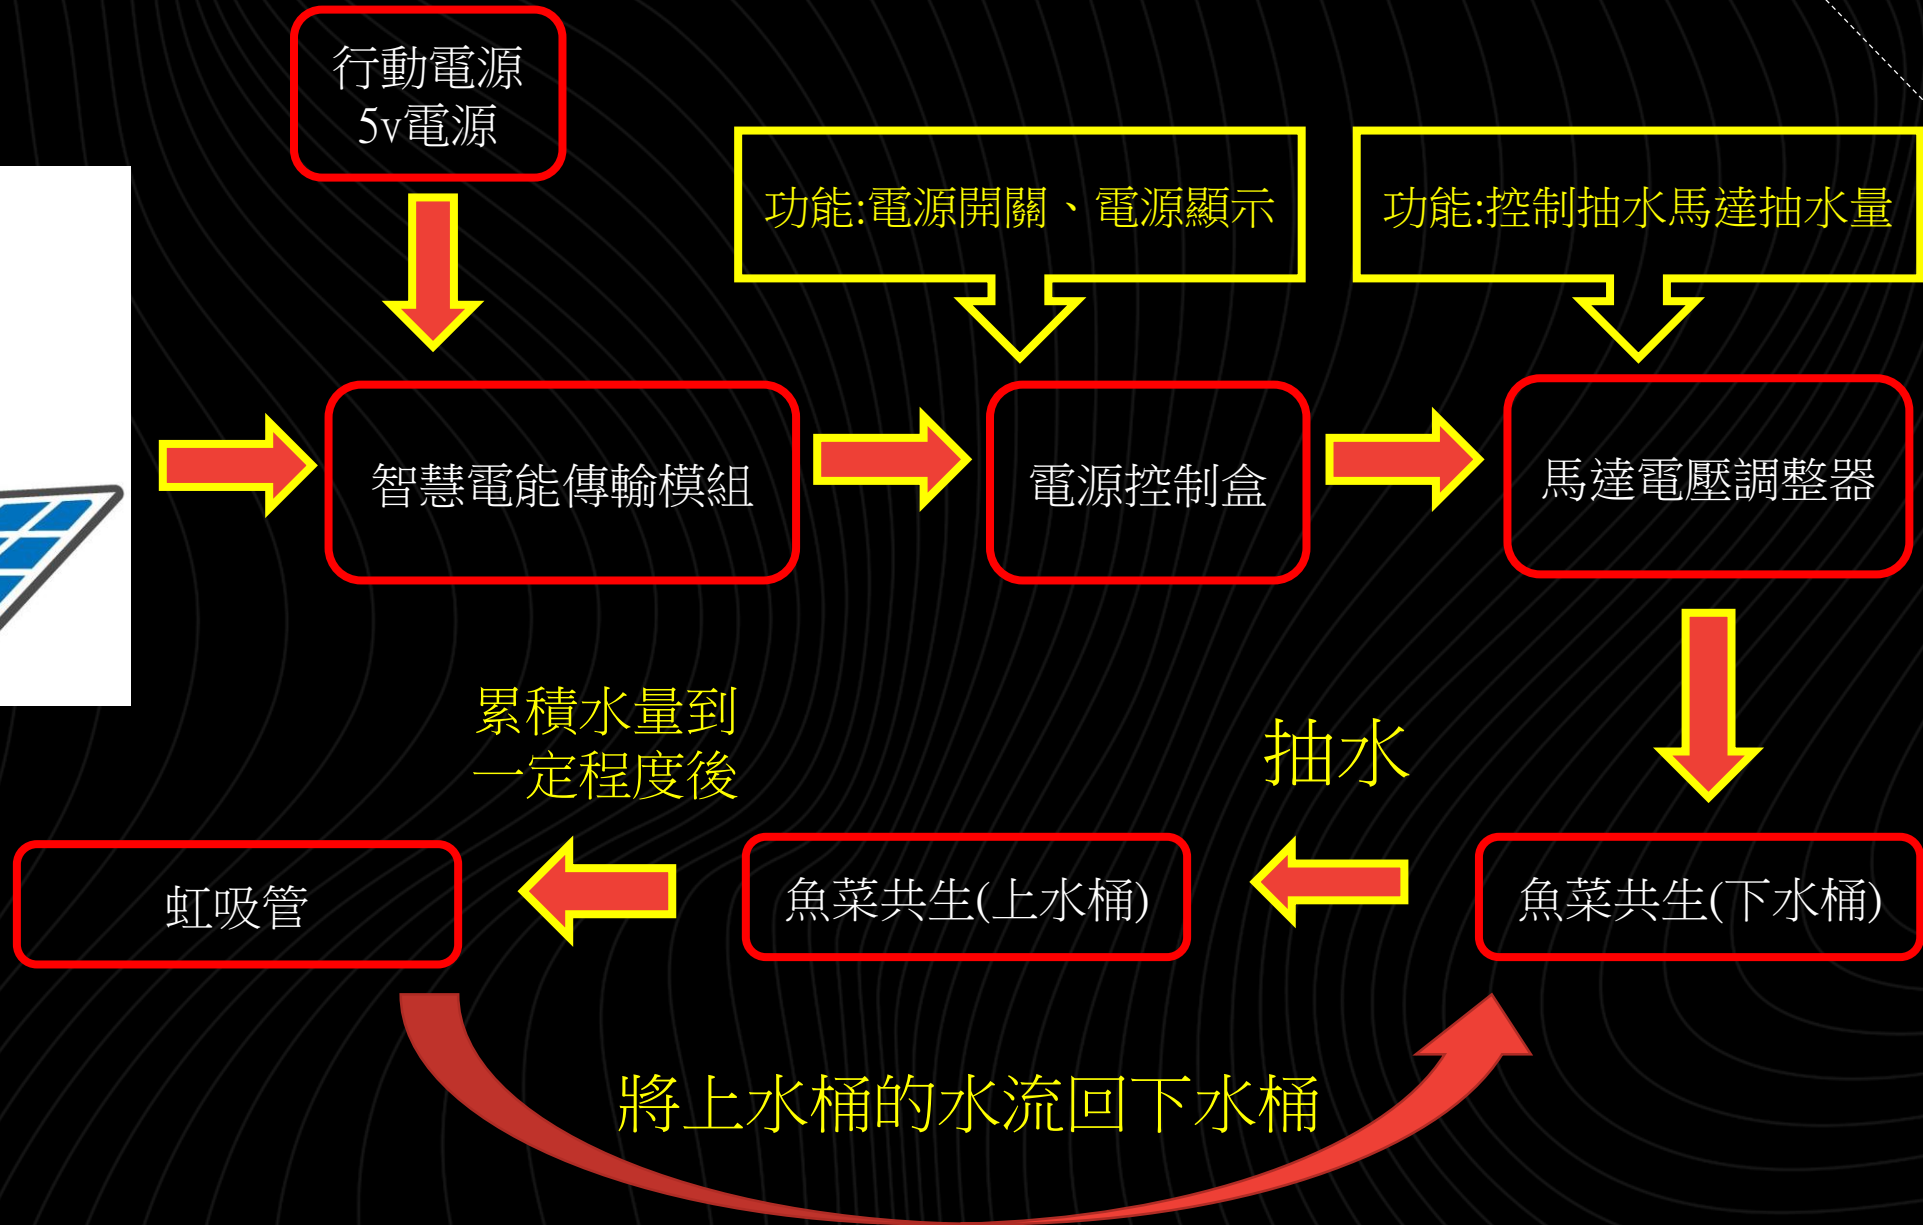 行動電源
5v電源
功能:電源開關、電源顯示
功能:控制抽水馬達抽水量
智慧電能傳輸模組
電源控制盒
馬達電壓調整器
累積水量到
一定程度後
抽水
虹吸管
魚菜共生(上水桶)
魚菜共生(下水桶)
將上水桶的水流回下水桶